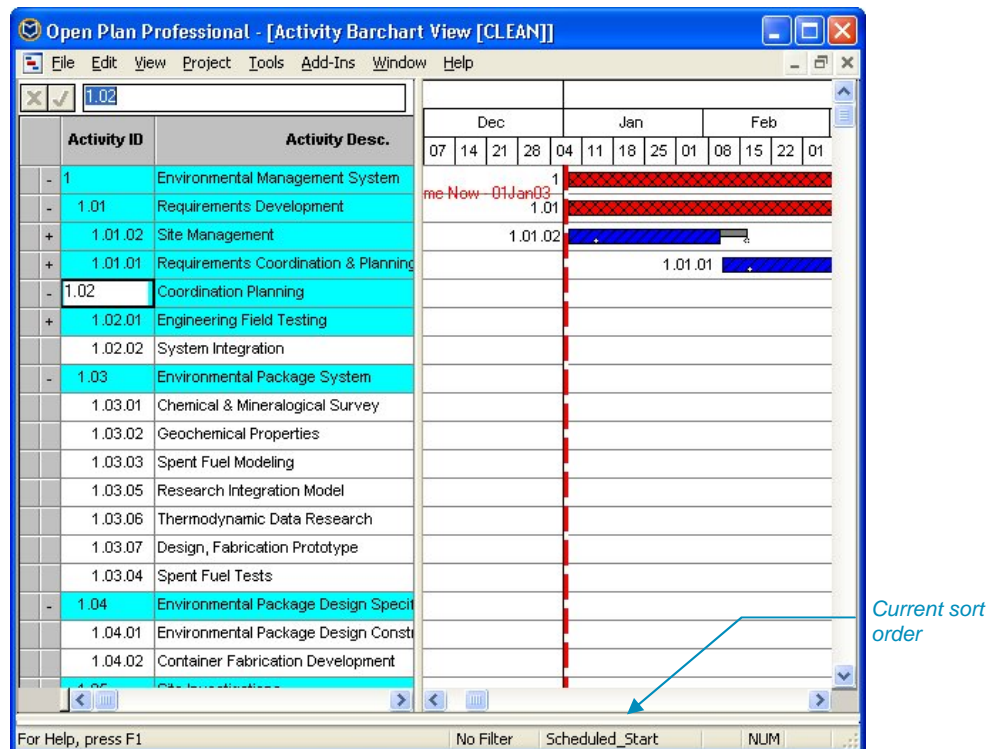 Open Plan Professional - [Activity Barchart View [CLEAN]]
File Edit View Project Tools Add-Ins Window Help
1.02
Activity ID Activity Desc.
Dec Jan Feb
07 14 21 28 04 11 18 25 01 08 15 22 01
- 1 Environmental Management System 1
me Now - 01Jan03
- 1.01 Requirements Development 1.01
+ 1.01.02 Site Management 1.01.02
+ 1.01.01 Requirements Coordination & Planning 1.01.01
- 1.02 Coordination Planning
+ 1.02.01 Engineering Field Testing
1.02.02 System Integration
- 1.03 Environmental Package System
1.03.01 Chemical & Mineralogical Survey
1.03.02 Geochemical Properties
1.03.03 Spent Fuel Modeling
1.03.05 Research Integration Model
1.03.06 Thermodynamic Data Research
1.03.07 Design, Fabrication Prototype
1.03.04 Spent Fuel Tests
- 1.04 Environmental Package Design Specif
1.04.01 Environmental Package Design Constr
1.04.02 Container Fabrication Development
Current sort
order
For Help, press F1 No Filter Scheduled_Start NUM